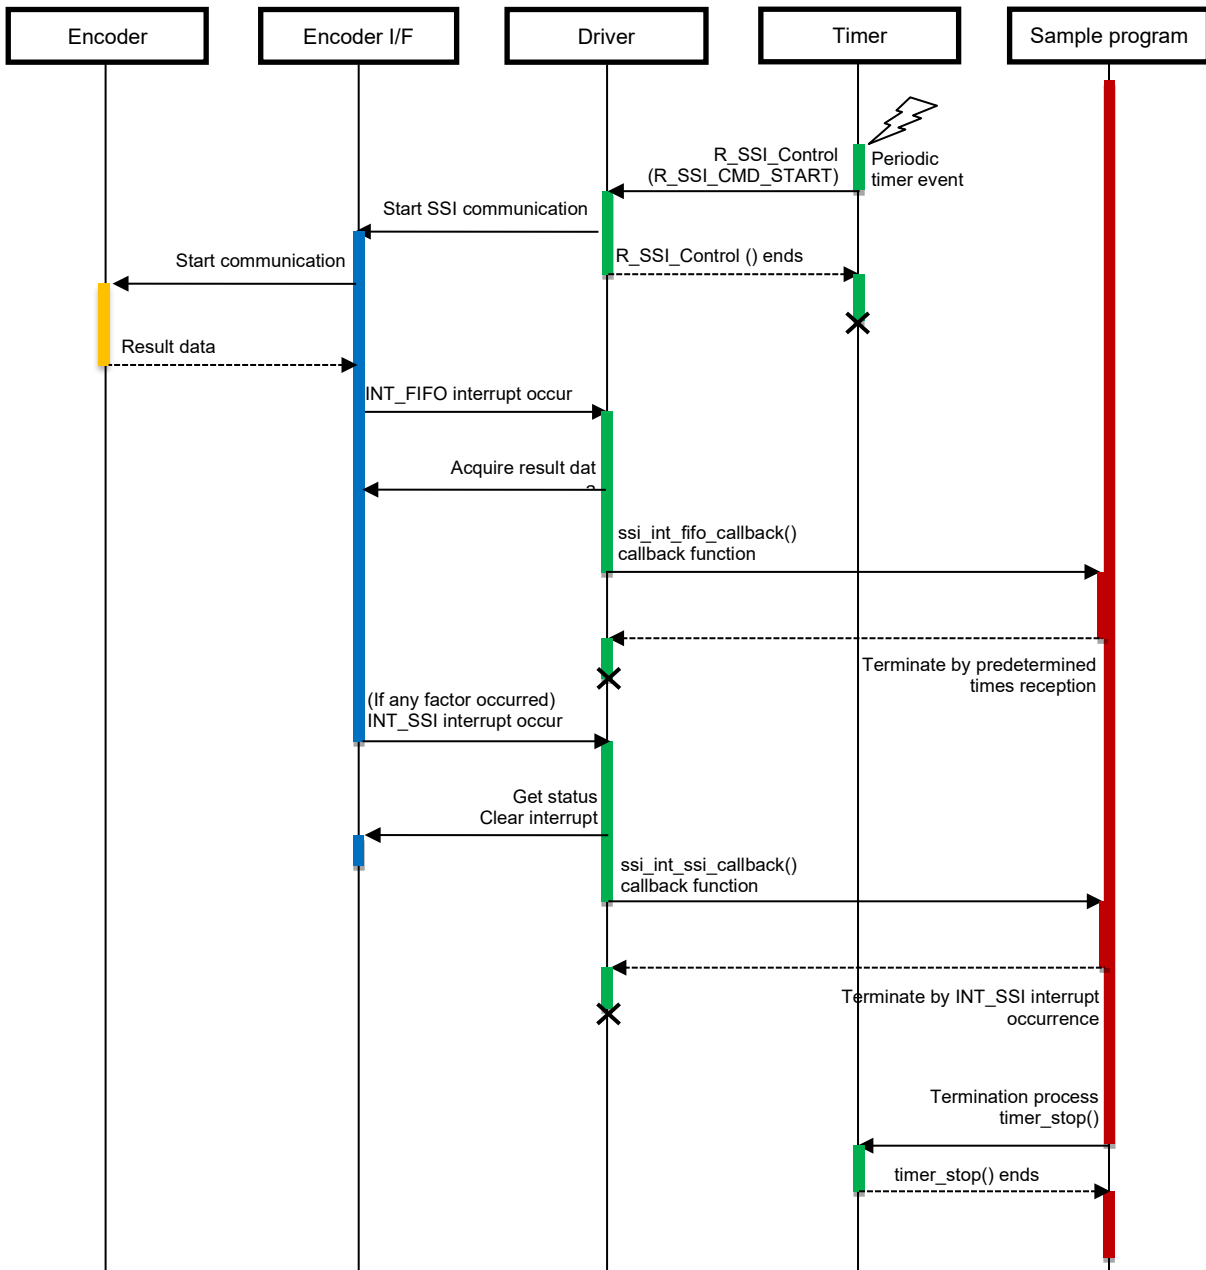 Encoder
Encoder I/F
Driver
Timer
Sample program
R_SSI_Control
(R_SSI_CMD_START)
Periodic
timer event
Start SSI communication
R_SSI_Control () ends
Start communication
Result data
INT_FIFO interrupt occur
Acquire result dat
a
ssi_int_fifo_callback()
callback function
Terminate by predetermined
times reception
(If any factor occurred)
INT_SSI interrupt occur
Get status
Clear interrupt
ssi_int_ssi_callback()
callback function
Terminate by INT_SSI interrupt
occurrence
Termination process
timer_stop()
timer_stop() ends